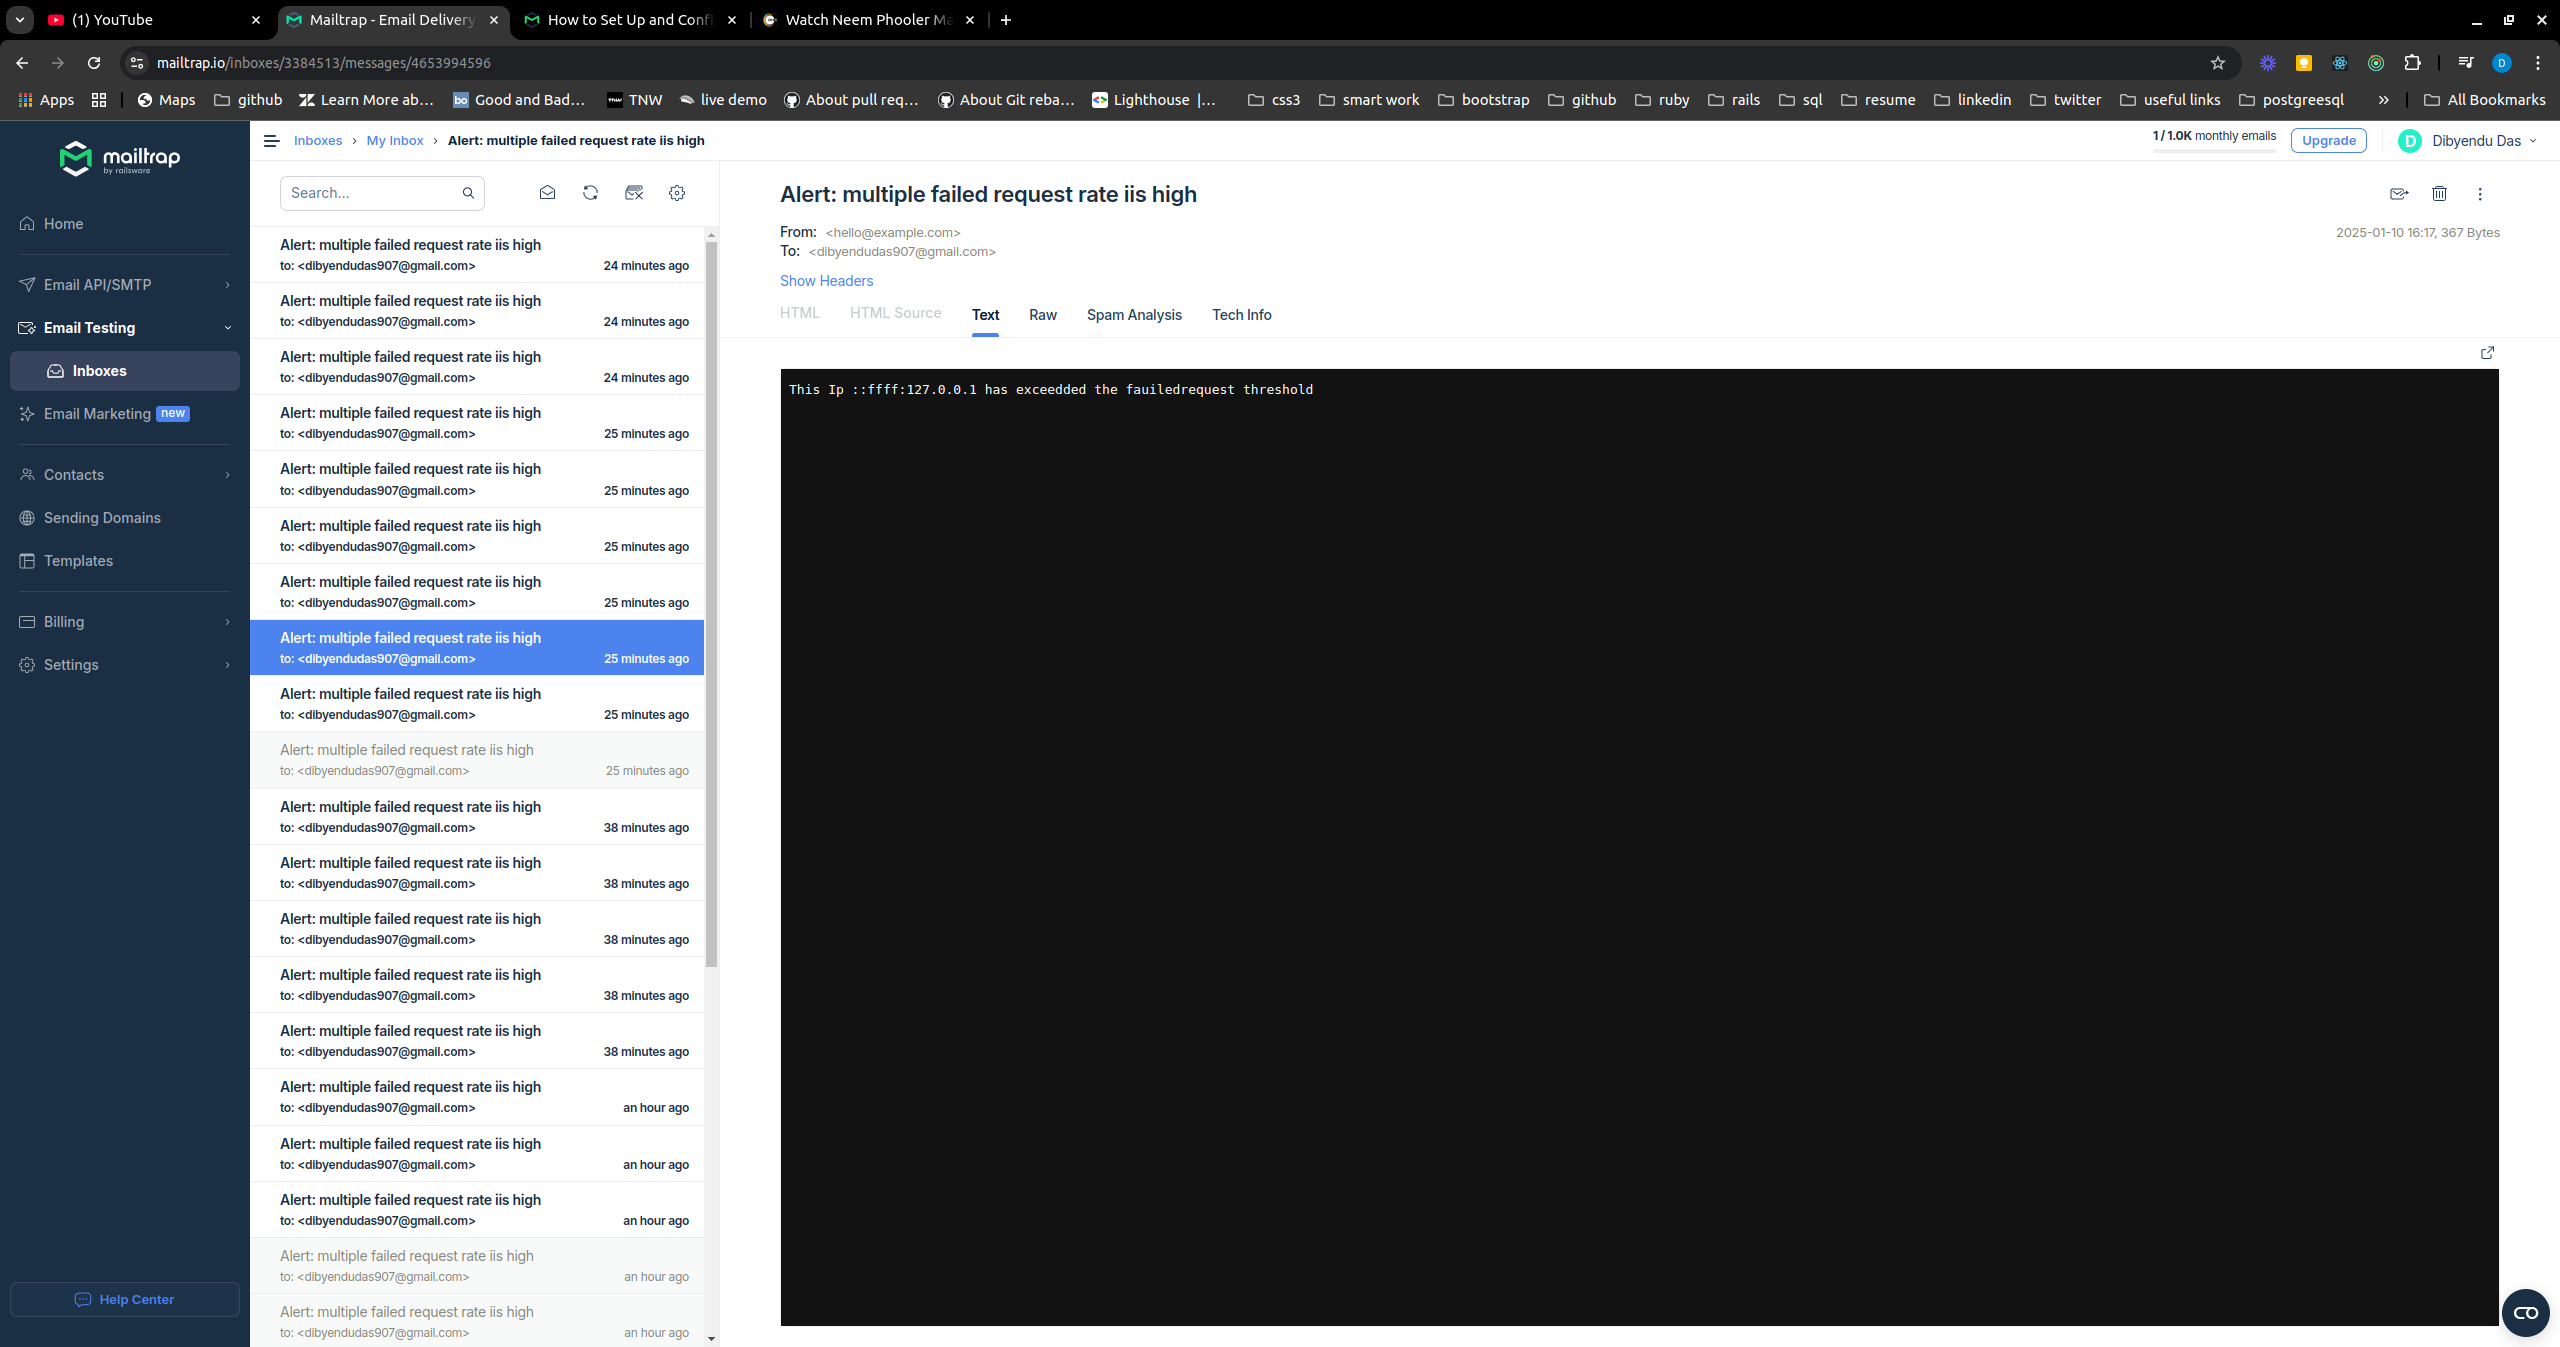 (1) YouTube
Mailtrap - Email Delivery
How to Set Up and Conf
Watch Neem Phooler Ma
mailtrap.io/inboxes/3384513/messages/4653994596
D
Apps
Maps
github
Learn More ab...
Good and Bad...
TNW
live demo
About pull req...
About Git reba...
Lighthouse |...
css3
smart work
bootstrap
github
ruby
rails
sql
resume
linkedin
twitter
useful links
postgreesql
All Bookmarks
mailtrap
by railsware
Home
Email API/SMTP
Email Testing
Inboxes
Email Marketing new
Contacts
Sending Domains
Templates
Billing
Settings
Help Center
Inboxes › My Inbox › Alert: multiple failed request rate iis high
1 / 1.0K monthly emails
Upgrade
D
Dibyendu Das
Search...
Alert: multiple failed request rate iis high
to: <dibyendudas907@gmail.com> 24 minutes ago
Alert: multiple failed request rate iis high
to: <dibyendudas907@gmail.com> 24 minutes ago
Alert: multiple failed request rate iis high
to: <dibyendudas907@gmail.com> 24 minutes ago
Alert: multiple failed request rate iis high
to: <dibyendudas907@gmail.com> 25 minutes ago
Alert: multiple failed request rate iis high
to: <dibyendudas907@gmail.com> 25 minutes ago
Alert: multiple failed request rate iis high
to: <dibyendudas907@gmail.com> 25 minutes ago
Alert: multiple failed request rate iis high
to: <dibyendudas907@gmail.com> 25 minutes ago
Alert: multiple failed request rate iis high
to: <dibyendudas907@gmail.com> 25 minutes ago
Alert: multiple failed request rate iis high
to: <dibyendudas907@gmail.com> 25 minutes ago
Alert: multiple failed request rate iis high
to: <dibyendudas907@gmail.com> 25 minutes ago
Alert: multiple failed request rate iis high
to: <dibyendudas907@gmail.com> 38 minutes ago
Alert: multiple failed request rate iis high
to: <dibyendudas907@gmail.com> 38 minutes ago
Alert: multiple failed request rate iis high
to: <dibyendudas907@gmail.com> 38 minutes ago
Alert: multiple failed request rate iis high
to: <dibyendudas907@gmail.com> 38 minutes ago
Alert: multiple failed request rate iis high
to: <dibyendudas907@gmail.com> 38 minutes ago
Alert: multiple failed request rate iis high
to: <dibyendudas907@gmail.com> an hour ago
Alert: multiple failed request rate iis high
to: <dibyendudas907@gmail.com> an hour ago
Alert: multiple failed request rate iis high
to: <dibyendudas907@gmail.com> an hour ago
Alert: multiple failed request rate iis high
to: <dibyendudas907@gmail.com> an hour ago
Alert: multiple failed request rate iis high
to: <dibyendudas907@gmail.com> an hour ago
Alert: multiple failed request rate iis high
From: <hello@example.com>
2025-01-10 16:17, 367 Bytes
To: <dibyendudas907@gmail.com>
Show Headers
HTML
HTML Source
Text
Raw
Spam Analysis
Tech Info
This Ip ::ffff:127.0.0.1 has exceedded the fauiledrequest threshold